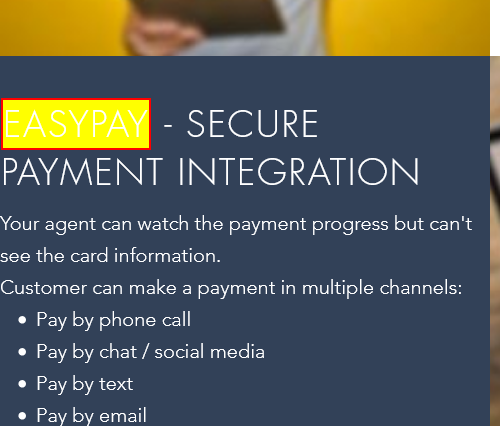 EASYPAY - SECURE
PAYMENT INTEGRATION
Your agent can watch the payment progress but can't
see the card information.
Customer can make a payment in multiple channels:
• Pay by phone call
• Pay by chat / social media
• Pay by text
• Pay by email